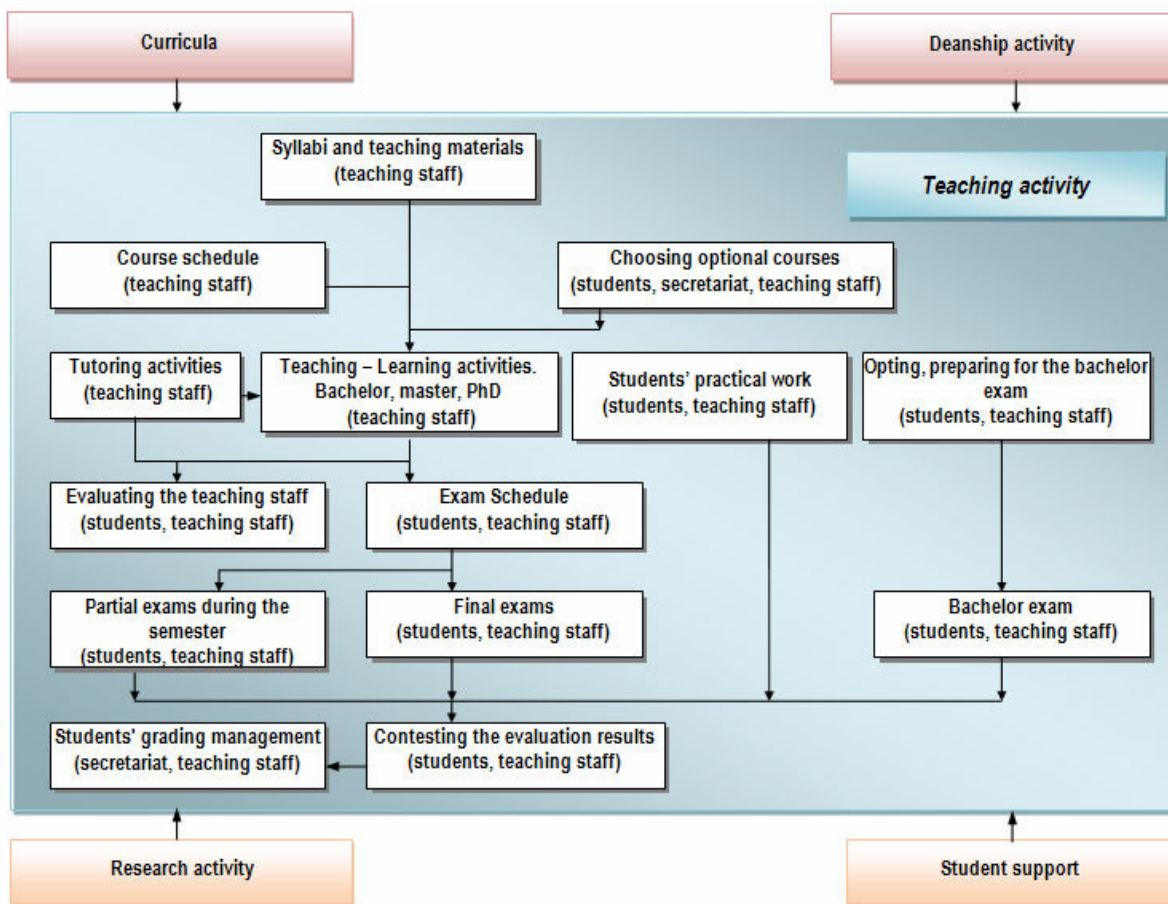 Curricula
Deanship activity
Syllabi and teaching materials
(teaching staff)
Teaching activity
Course schedule
(teaching staff)
Choosing optional courses
(students, secretariat, teaching staff)
Tutoring activities
(teaching staff)
Teaching – Learning activities.
Bachelor, master, PhD
(teaching staff)
Students' practical work
(students, teaching staff)
Opting, preparing for the bachelor
exam
(students, teaching staff)
Evaluating the teaching staff
(students, teaching staff)
Exam Schedule
(students, teaching staff)
Partial exams during the
semester
(students, teaching staff)
Final exams
(students, teaching staff)
Bachelor exam
(students, teaching staff)
Students' grading management
(secretariat, teaching staff)
Contesting the evaluation results
(students, teaching staff)
Research activity
Student support